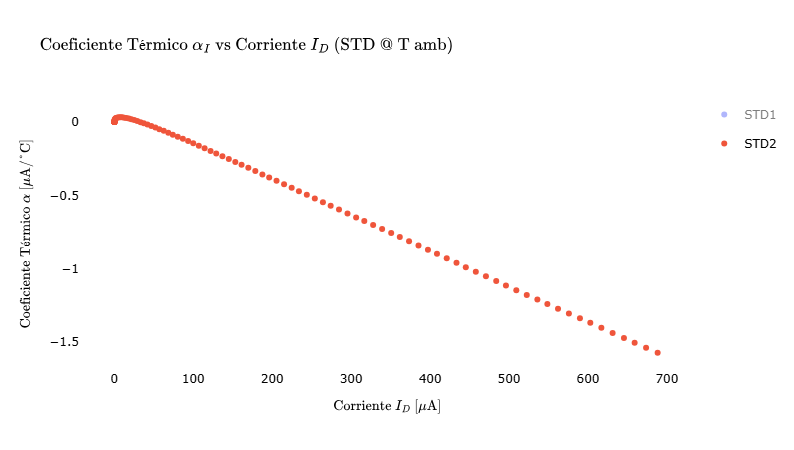 Coeficiente Térmico α_I vs Corriente I_D (STD @ T amb)
STD1
STD2
Coeficiente Térmico α [μA/°C]
0
−0.5
−1
−1.5
0 100 200 300 400 500 600 700
Corriente I_D [μA]